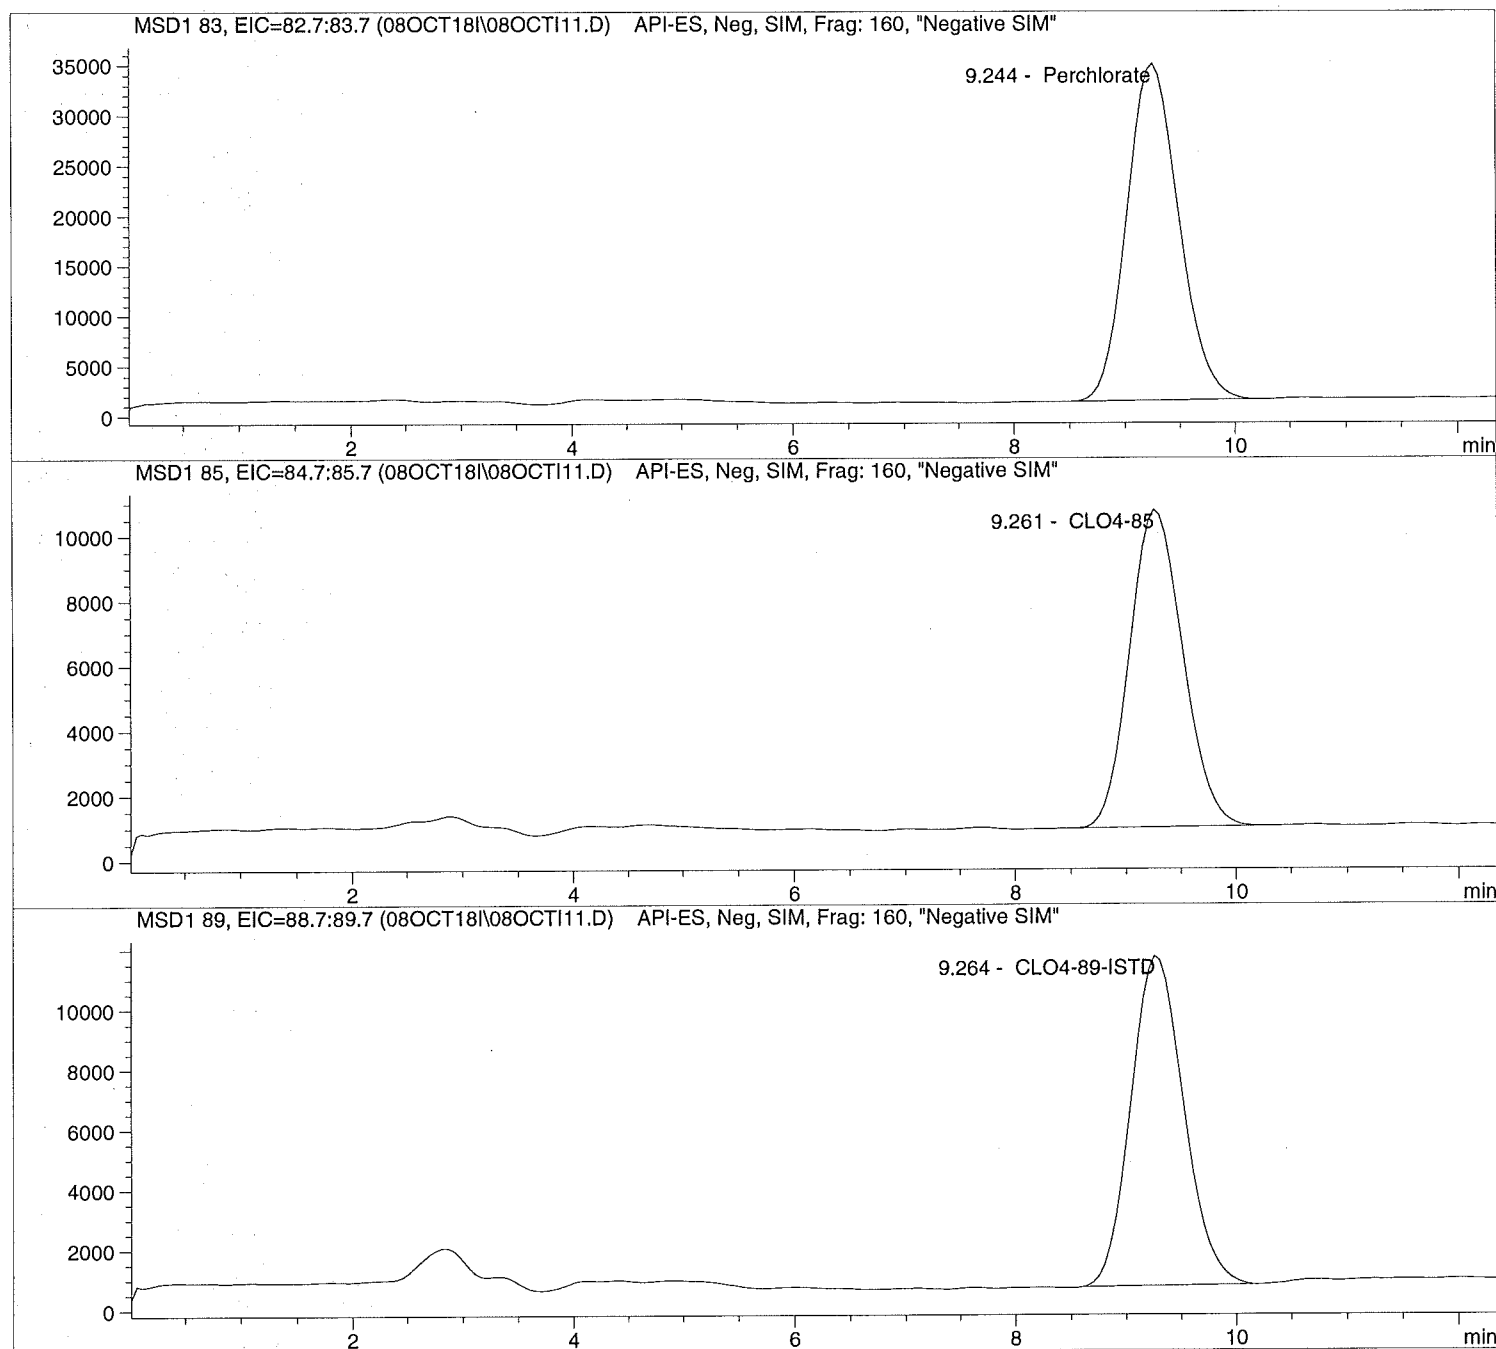 MSD1 83, EIC=82.7:83.7 (08OCT18I\08OCTI11.D) API-ES, Neg, SIM, Frag: 160, "Negative SIM"
35000
9.244 - Perchlorate
30000
25000
20000
15000
10000
5000
0
2 4 6 8 10 min
MSD1 85, EIC=84.7:85.7 (08OCT18I\08OCTI11.D) API-ES, Neg, SIM, Frag: 160, "Negative SIM"
9.261 - CLO4-85
10000
8000
6000
4000
2000
0
2 4 6 8 10 min
MSD1 89, EIC=88.7:89.7 (08OCT18I\08OCTI11.D) API-ES, Neg, SIM, Frag: 160, "Negative SIM"
9.264 - CLO4-89-ISTD
10000
8000
6000
4000
2000
0
2 4 6 8 10 min